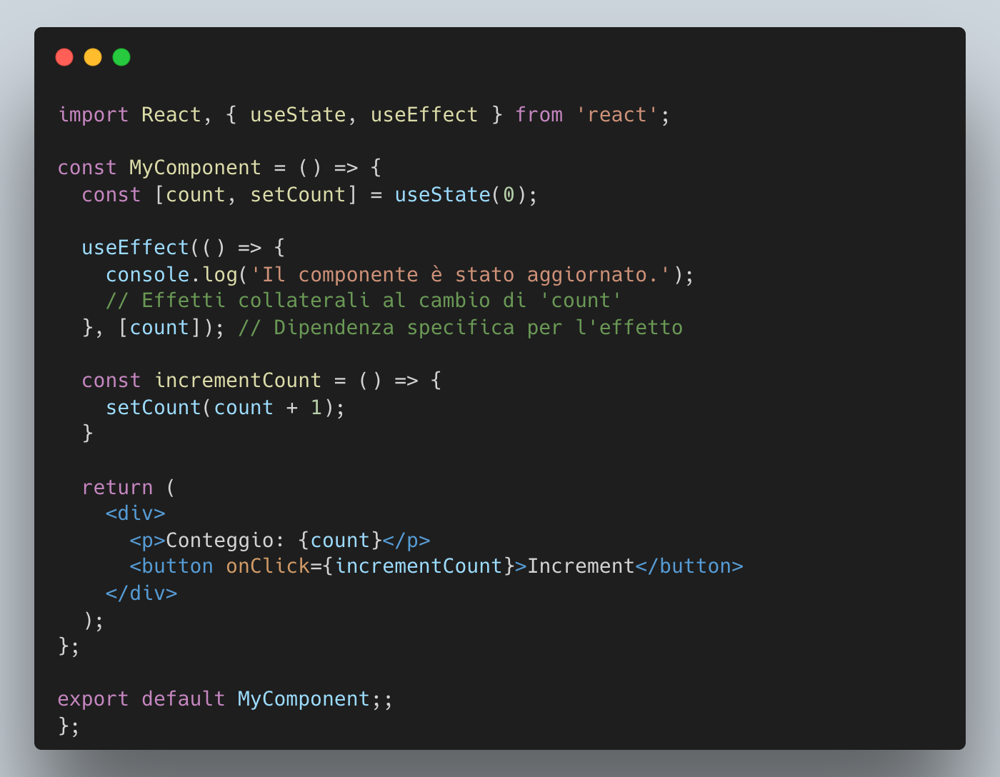 import React, { useState, useEffect } from 'react';
const MyComponent = () => {
  const [count, setCount] = useState(0);
  useEffect(() => {
    console.log('Il componente è stato aggiornato.');
    // Effetti collaterali al cambio di 'count'
  }, [count]); // Dipendenza specifica per l'effetto
  const incrementCount = () => {
    setCount(count + 1);
  }
  return (
    <div>
      <p>Conteggio: {count}</p>
      <button onClick={incrementCount}>Increment</button>
    </div>
  );
};
export default MyComponent;;
};